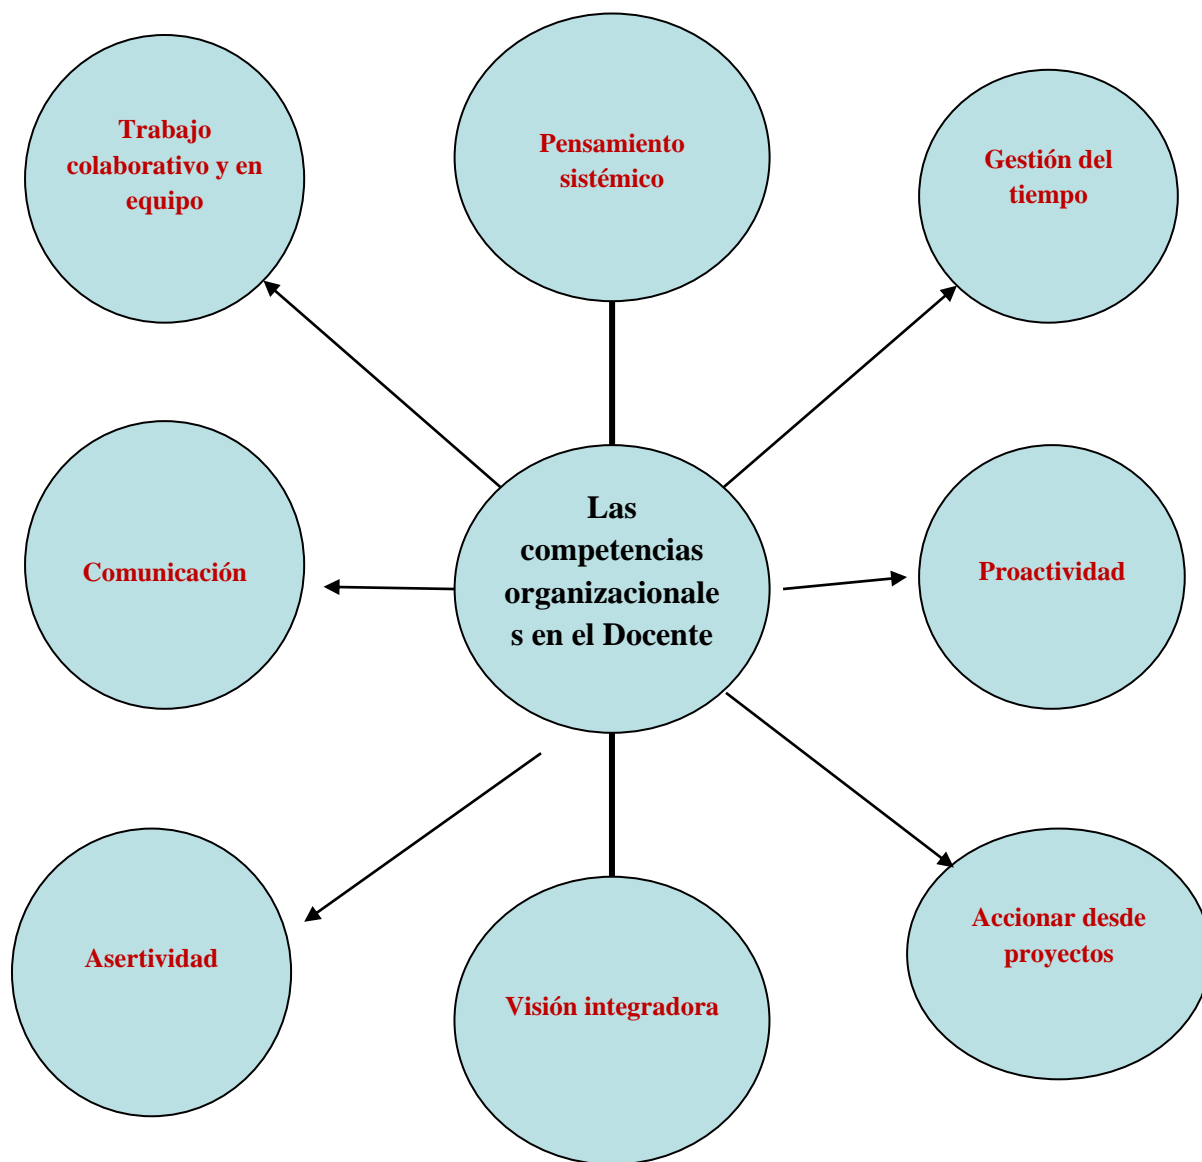 Trabajo
colaborativo y en
equipo
Pensamiento
sistémico
Gestión del
tiempo
Comunicación
Las
competencias
organizacionale
s en el Docente
Proactividad
Asertividad
Visión integradora
Accionar desde
proyectos